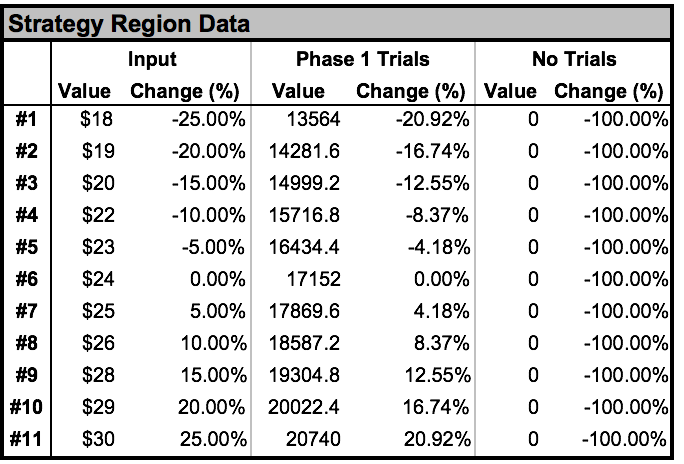 Strategy Region Data
Input Phase 1 Trials No Trials
Value Change (%) Value Change (%) Value Change (%)
#1 $18 -25.00% 13564 -20.92% 0 -100.00%
#2 $19 -20.00% 14281.6 -16.74% 0 -100.00%
#3 $20 -15.00% 14999.2 -12.55% 0 -100.00%
#4 $22 -10.00% 15716.8 -8.37% 0 -100.00%
#5 $23 -5.00% 16434.4 -4.18% 0 -100.00%
#6 $24 0.00% 17152 0.00% 0 -100.00%
#7 $25 5.00% 17869.6 4.18% 0 -100.00%
#8 $26 10.00% 18587.2 8.37% 0 -100.00%
#9 $28 15.00% 19304.8 12.55% 0 -100.00%
#10 $29 20.00% 20022.4 16.74% 0 -100.00%
#11 $30 25.00% 20740 20.92% 0 -100.00%